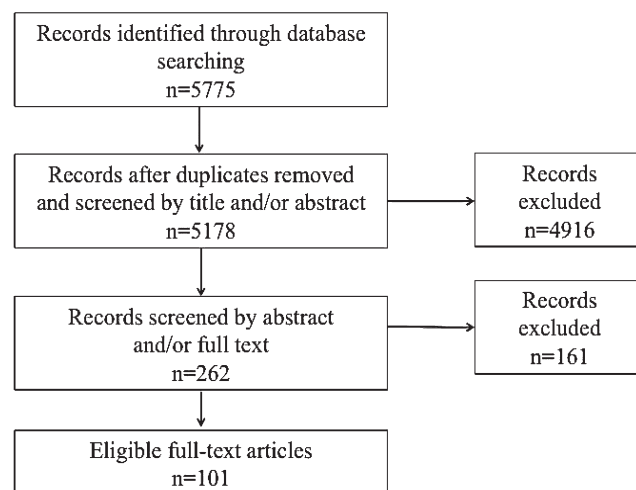 Records identified through database
searching
n=5775
Records after duplicates removed
and screened by title and/or abstract
n=5178
Records
excluded
n=4916
Records screened by abstract
and/or full text
n=262
Records
excluded
n=161
Eligible full-text articles
n=101